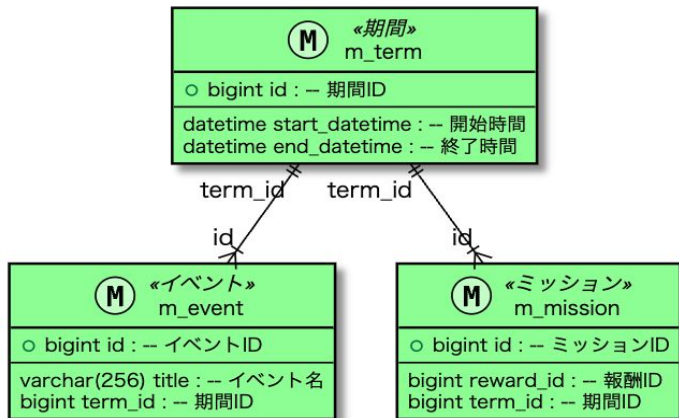 M
«期間»
m_term
bigint id : -- 期間ID
datetime start_datetime : -- 開始時間
datetime end_datetime : -- 終了時間
term_id
term_id
id
id
M
«イベント»
m_event
bigint id : -- イベントID
varchar(256) title : -- イベント名
bigint term_id : -- 期間ID
M
«ミッション»
m_mission
bigint id : -- ミッションID
bigint reward_id : -- 報酬ID
bigint term_id : -- 期間ID